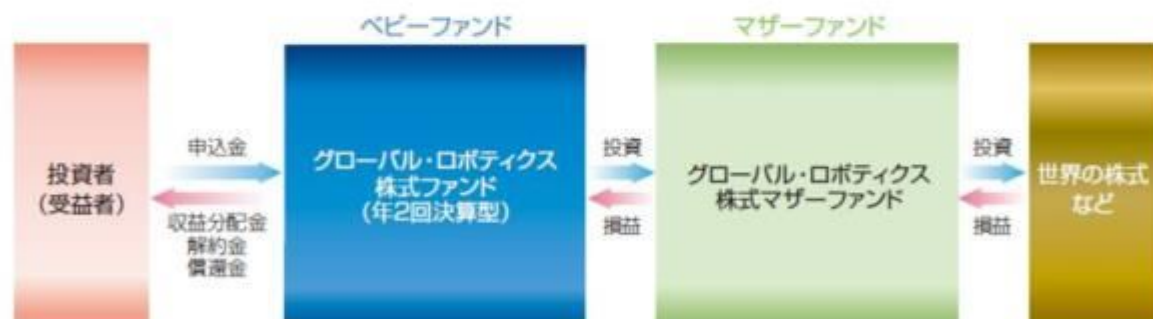 ベビーファンド
マザーファンド
投資者
(受益者)
申込金
収益分配金
解約金
償還金
グローバル・ロボティクス
株式ファンド
(年2回決算型)
投資
損益
グローバル・ロボティクス
株式マザーファンド
投資
損益
世界の株式
など